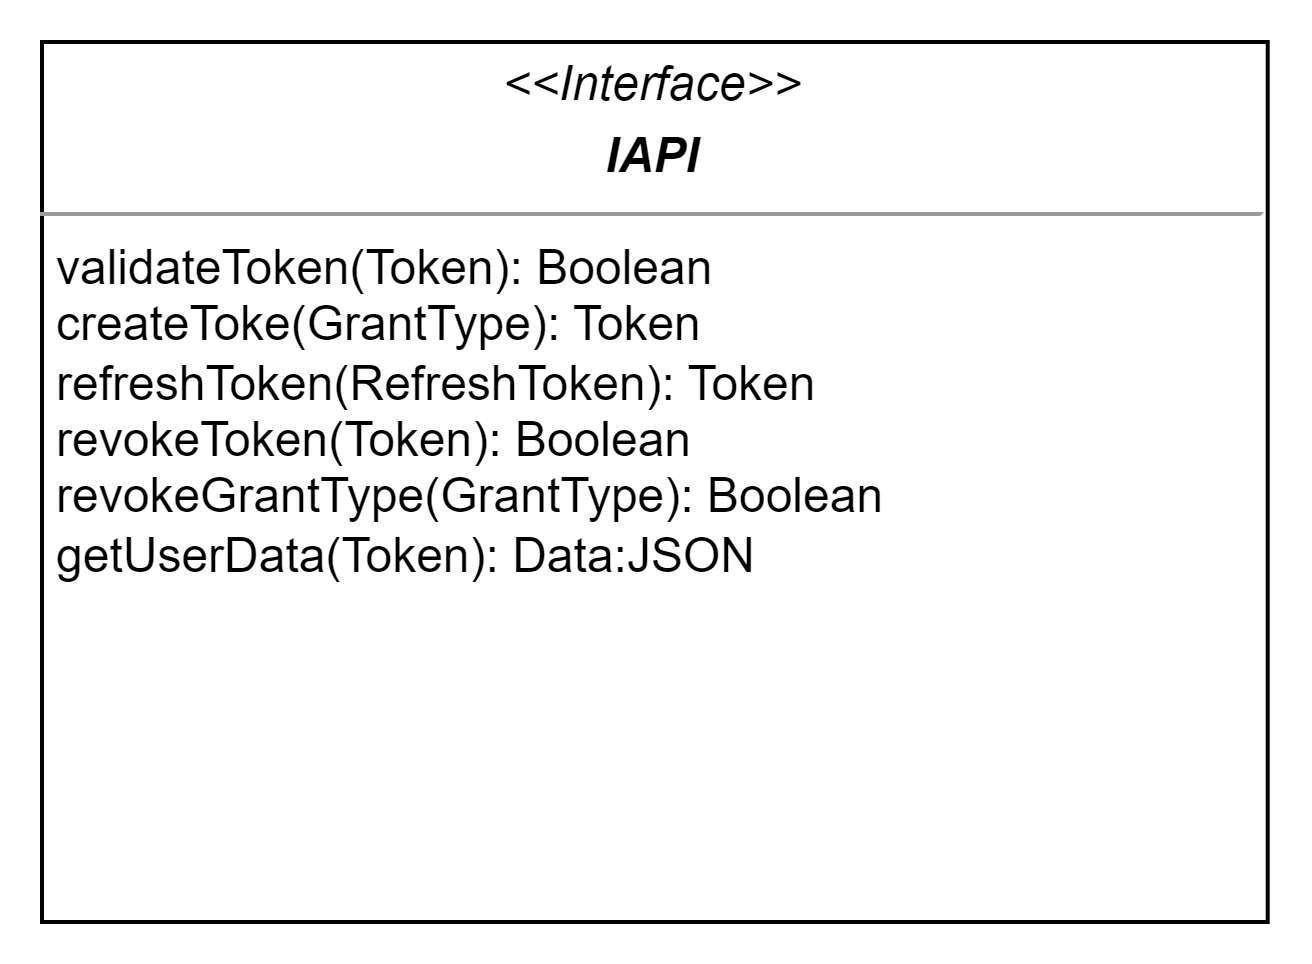 <<Interface>>
IAPI
validateToken(Token): Boolean
createToke(GrantType): Token
refreshToken(RefreshToken): Token
revokeToken(Token): Boolean
revokeGrantType(GrantType): Boolean
getUserData(Token): Data:JSON